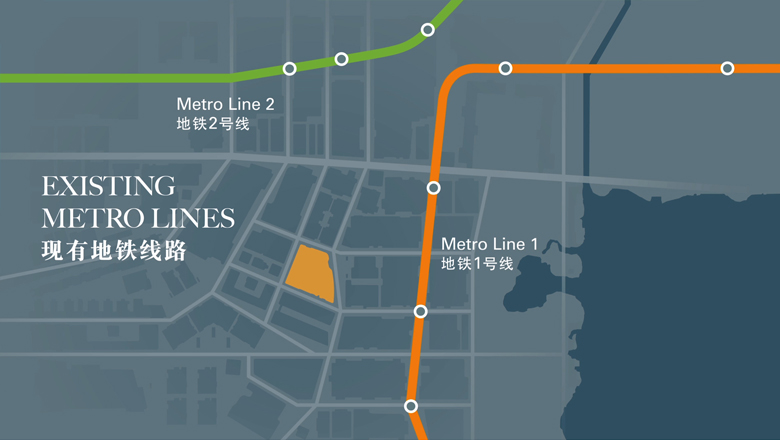 Metro Line 2
地铁2号线
EXISTING
METRO LINES
现有地铁线路
Metro Line 1
地铁1号线